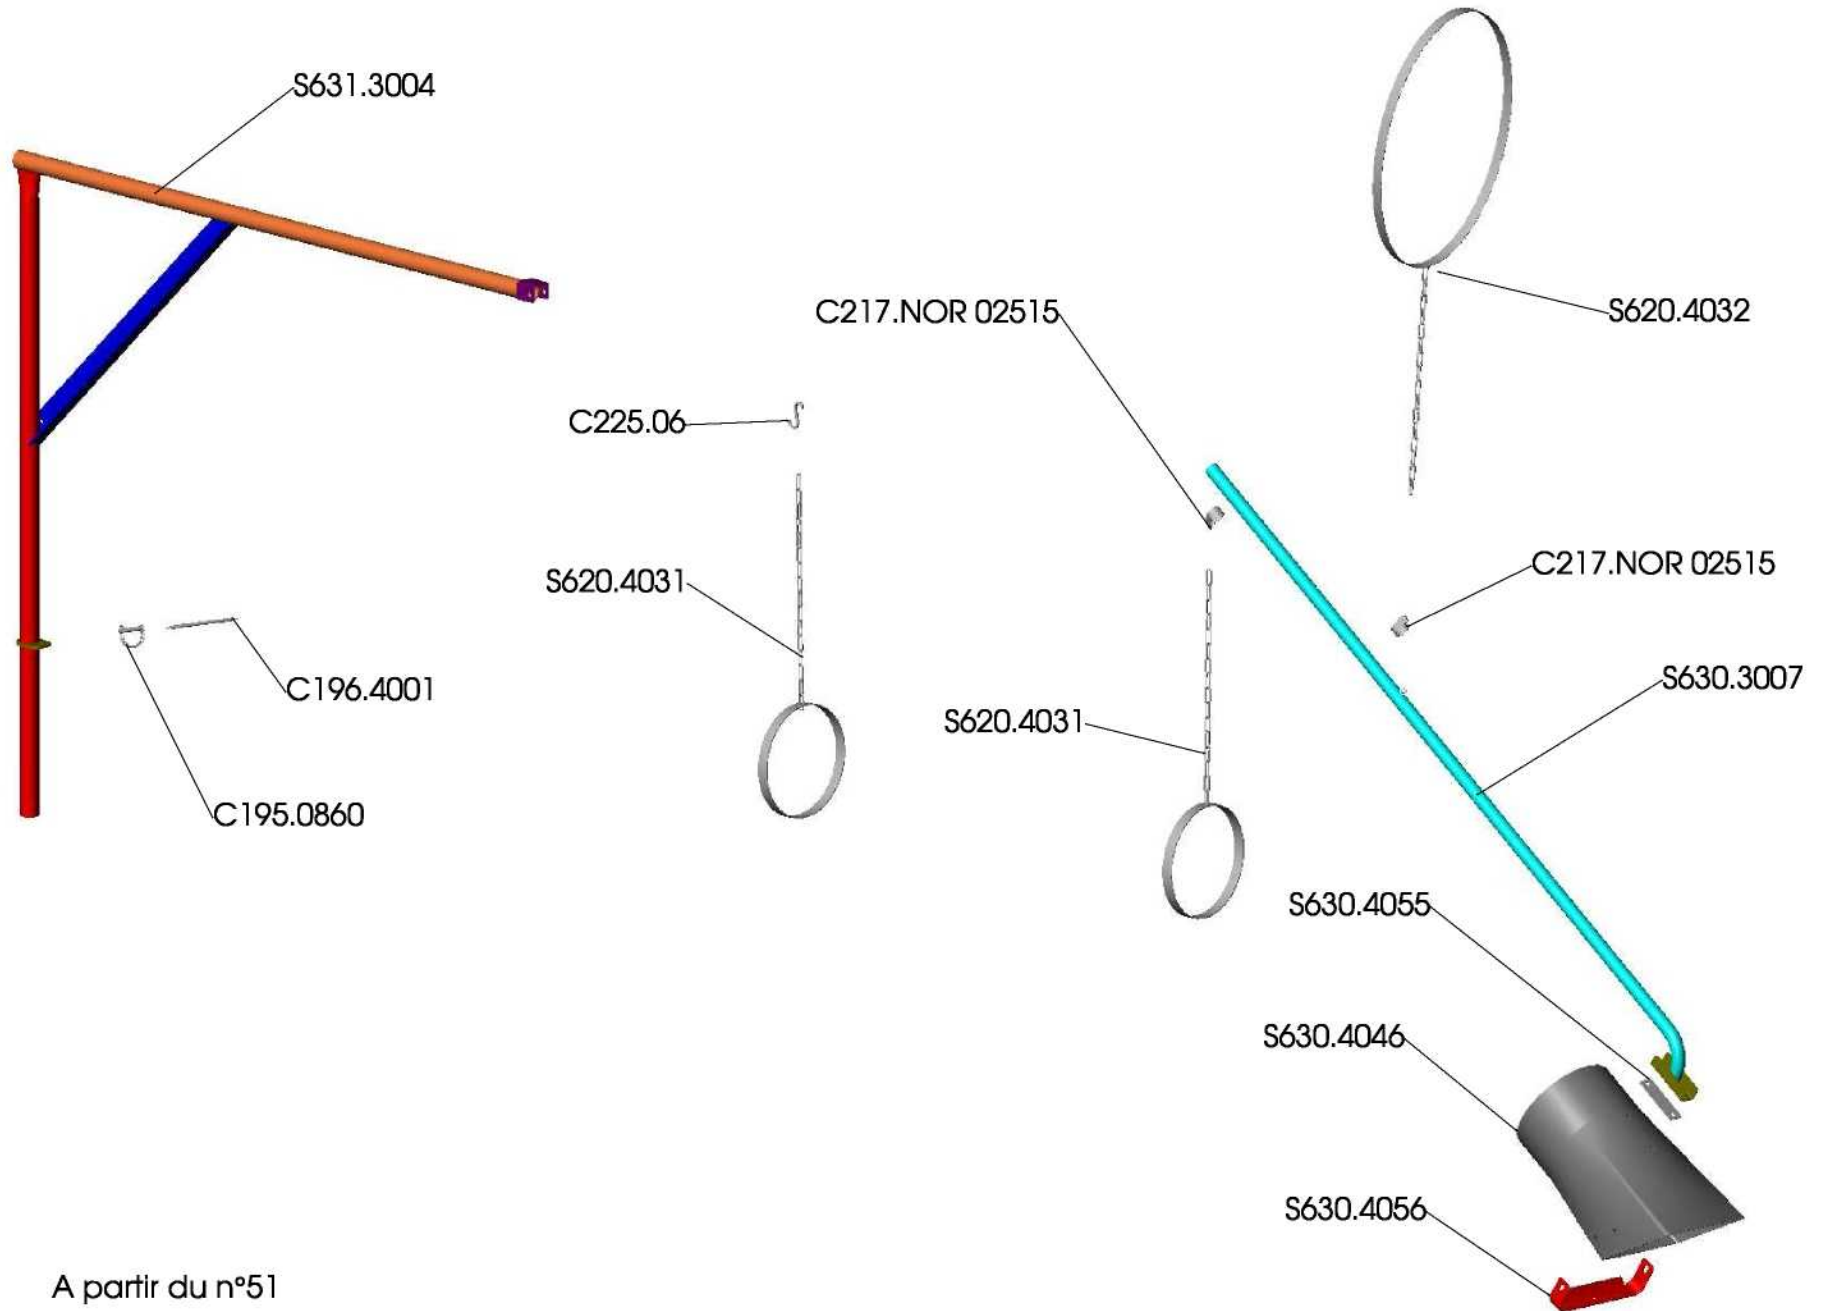 S631.3004
C217.NOR 02515
S620.4032
C225.06
C217.NOR 02515
S620.4031
S630.3007
C196.4001
S620.4031
C195.0860
S630.4055
S630.4046
S630.4056
A partir du n°51